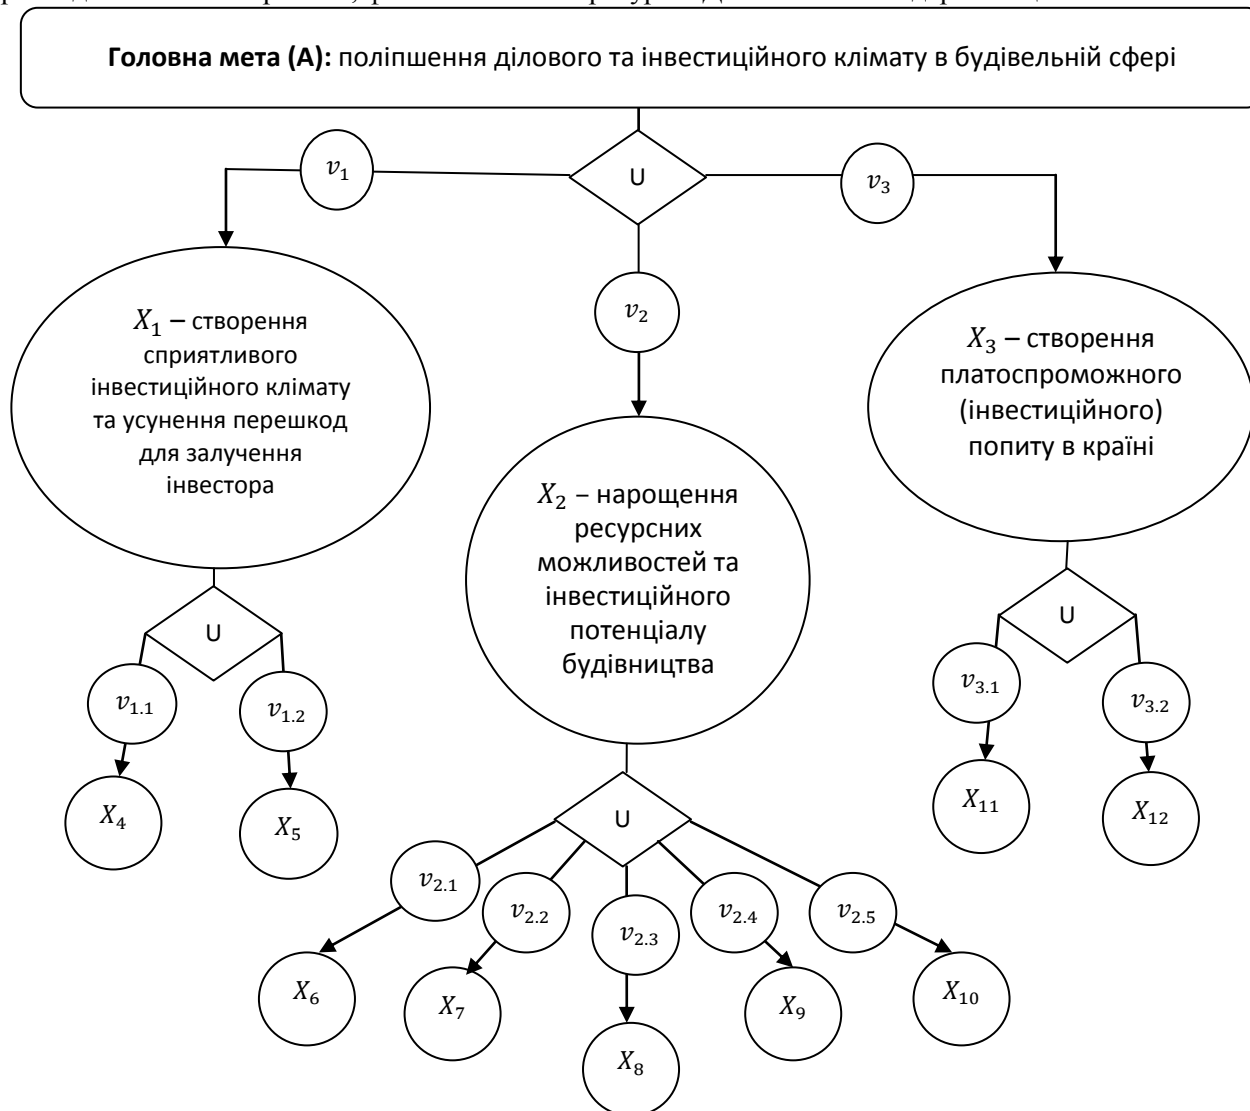 Головна мета (А): поліпшення ділового та інвестиційного клімату в будівельній сфері
U
v₁
v₃
v₂
X₁ – створення
сприятливого
інвестиційного клімату
та усунення перешкод
для залучення
інвестора
X₃ – створення
платоспроможного
(інвестиційного)
попиту в країні
X₂ – нарощення
ресурсних
можливостей та
інвестиційного
потенціалу
будівництва
U
U
v₁.₁
v₁.₂
v₃.₁
v₃.₂
X₄
X₅
X₁₁
X₁₂
U
v₂.₁
v₂.₂
v₂.₃
v₂.₄
v₂.₅
X₆
X₇
X₈
X₉
X₁₀